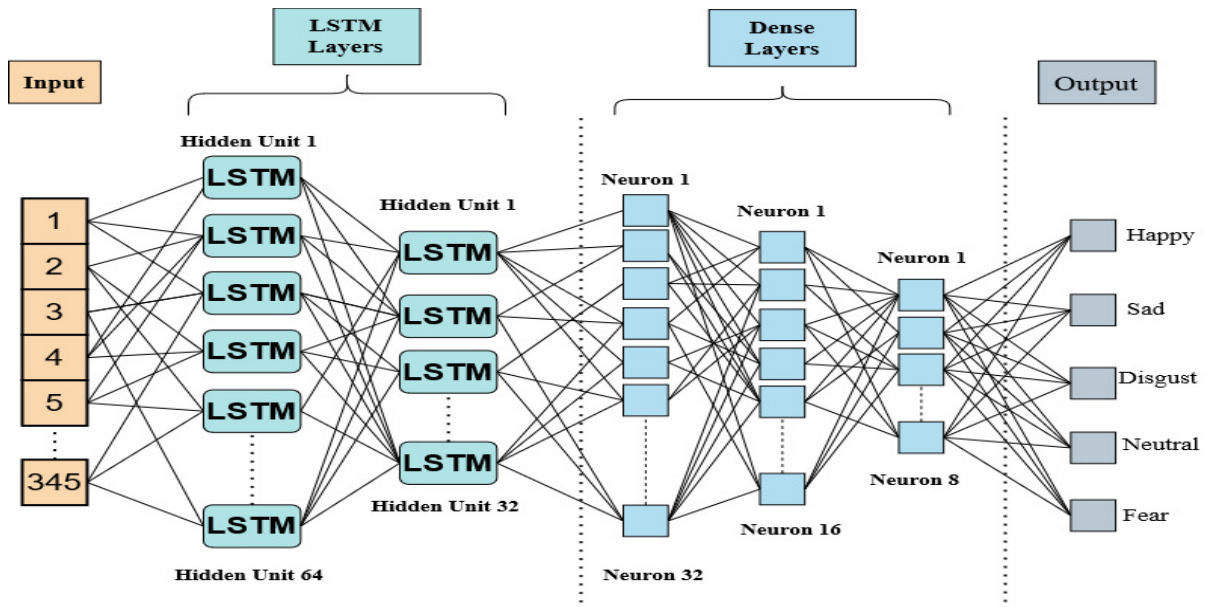 LSTM
Layers
Dense
Layers
Input
Output
Hidden Unit 1
LSTM
LSTM
LSTM
LSTM
LSTM
LSTM
Hidden Unit 64
1
2
3
4
5
345
Hidden Unit 1
LSTM
LSTM
LSTM
LSTM
Hidden Unit 32
Neuron 1
Neuron 32
Neuron 1
Neuron 16
Neuron 1
Neuron 8
Happy
Sad
Disgust
Neutral
Fear